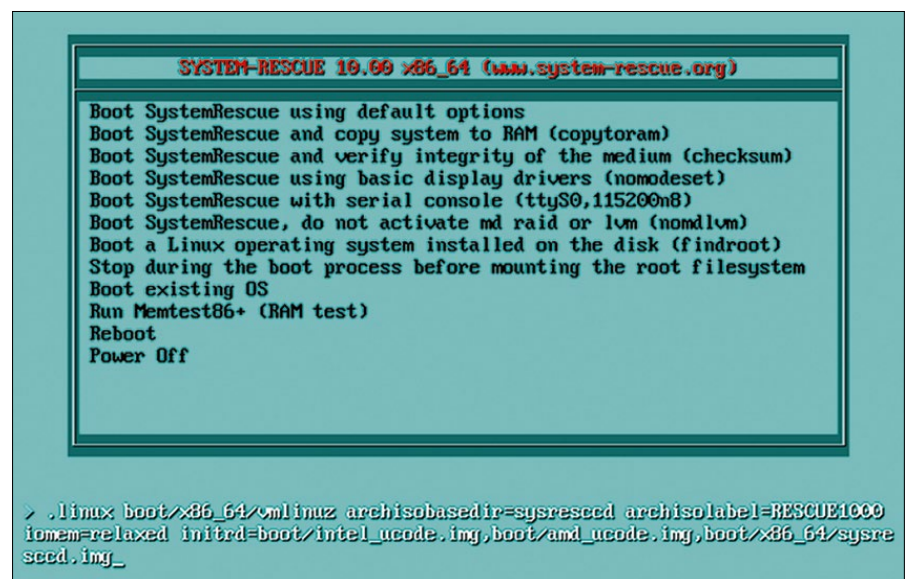 SYSTEM-RESCUE 10.00 x86_64 (www.system-rescue.org)
Boot SystemRescue using default options
Boot SystemRescue and copy system to RAM (copytoram)
Boot SystemRescue and verify integrity of the medium (checksum)
Boot SystemRescue using basic display drivers (nomodeset)
Boot SystemRescue with serial console (ttyS0,115200n8)
Boot SystemRescue, do not activate md raid or lvm (nomdlvm)
Boot a Linux operating system installed on the disk (findroot)
Stop during the boot process before mounting the root filesystem
Boot existing OS
Run Memtest86+ (RAM test)
Reboot
Power Off
> .linux boot/x86_64/vmlinuz archisobasedir=sysresccd archisolabel=RESCUE1000
iomem=relaxed initrd=boot/intel_ucode.img,boot/amd_ucode.img,boot/x86_64/sysre
sccd.img_